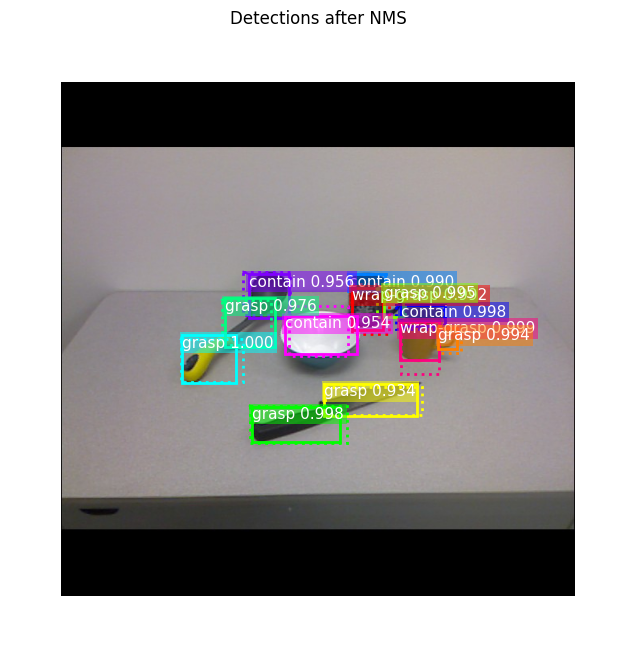 Detections after NMS
contain 0.956
contain 0.990
grasp 0.976
wrap
grasp 0.995
contain 0.998
contain 0.954
wrap
grasp 0.999
grasp 0.994
grasp 1.000
grasp 0.934
grasp 0.998